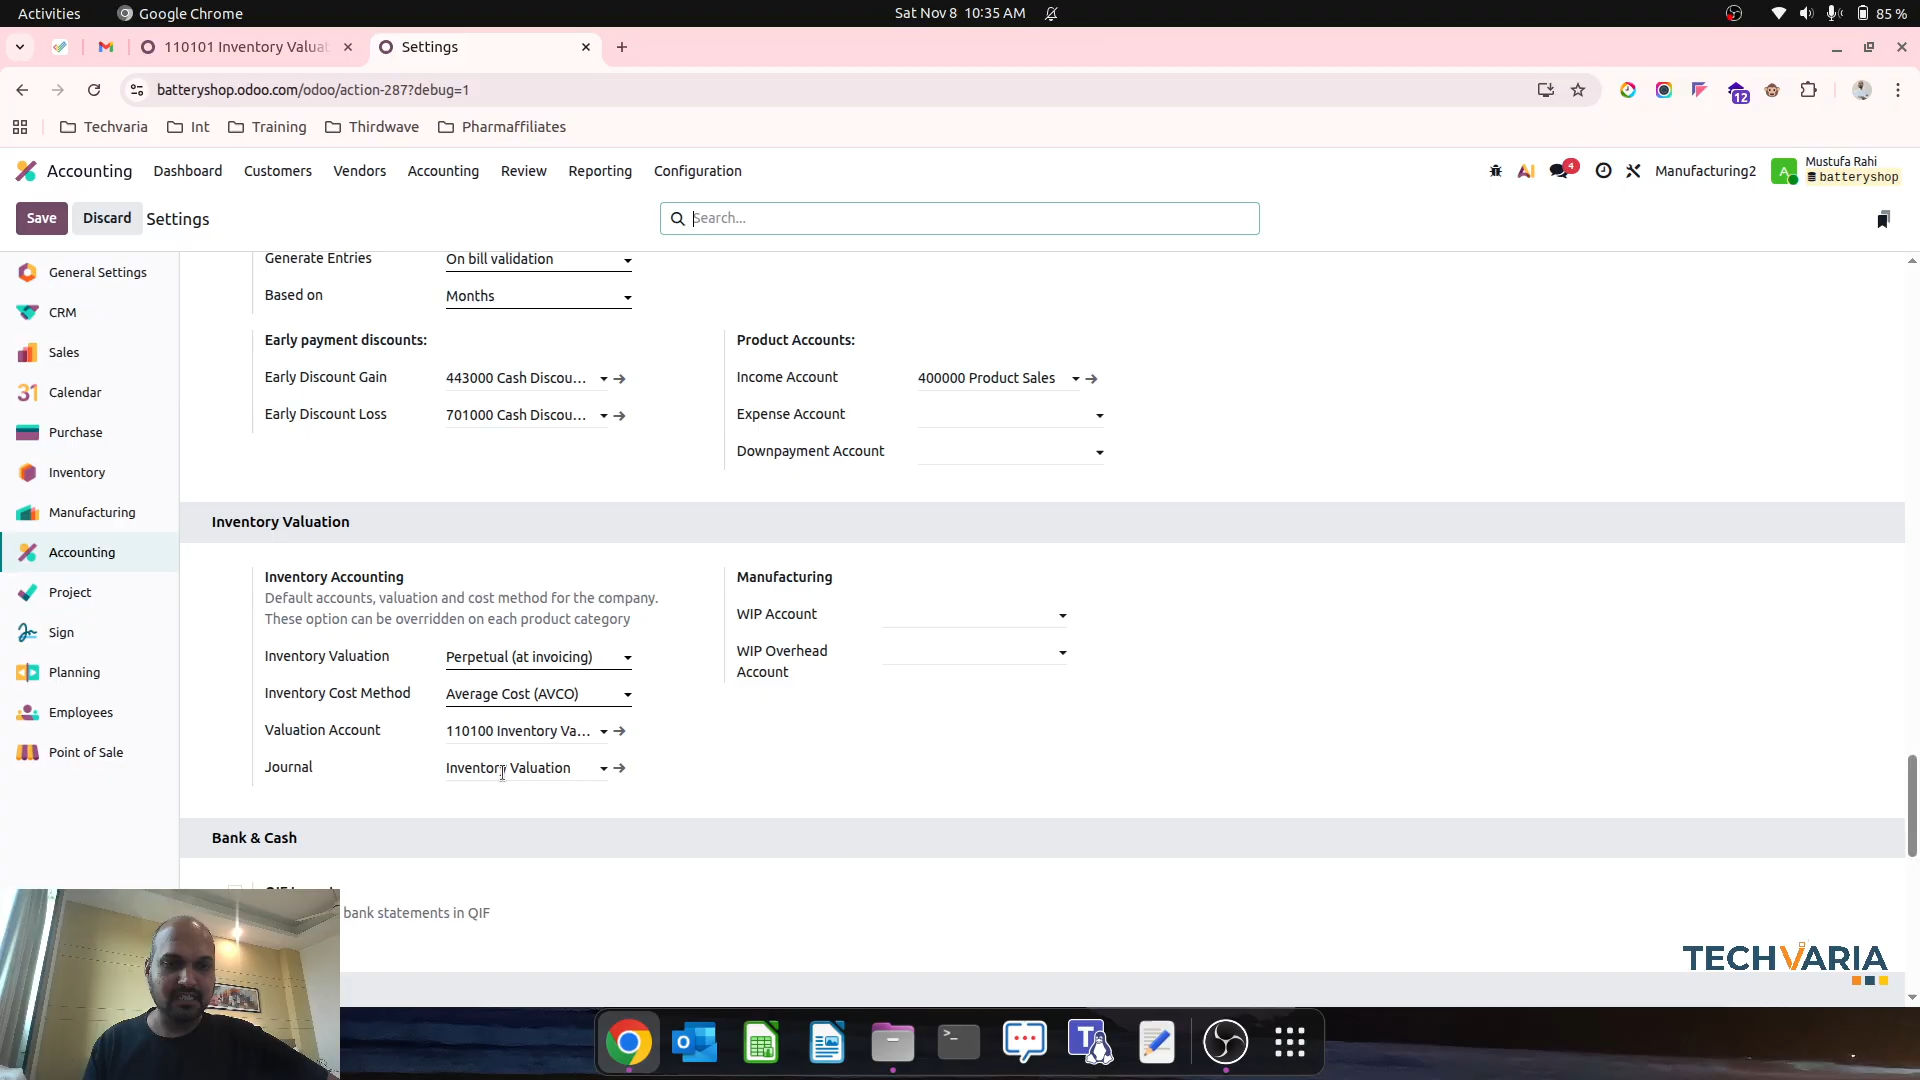 Activities
Google Chrome
Sat Nov 8 10:35 AM
85 %
110101 Inventory Valuat
Settings
batteryshop.odoo.com/odoo/action-287?debug=1
12
Techvaria
Int
Training
Thirdwave
Pharmaffiliates
Accounting
Dashboard
Customers
Vendors
Accounting
Review
Reporting
Configuration
AI
4
Manufacturing2
A
Mustufa Rahi
batteryshop
Save
Discard
Settings
Search...
General Settings
CRM
Sales
31
Calendar
Purchase
Inventory
Manufacturing
Accounting
Project
Sign
Planning
Employees
Point of Sale
Generate Entries
On bill validation
Based on
Months
Early payment discounts:
Product Accounts:
Early Discount Gain
443000 Cash Discou...
Income Account
400000 Product Sales
Early Discount Loss
701000 Cash Discou...
Expense Account
Downpayment Account
Inventory Valuation
Inventory Accounting
Default accounts, valuation and cost method for the company.
These option can be overridden on each product category
Manufacturing
WIP Account
WIP Overhead
Account
Inventory Valuation
Perpetual (at invoicing)
Inventory Cost Method
Average Cost (AVCO)
Valuation Account
110100 Inventory Va...
Journal
Inventory Valuation
Bank & Cash
bank statements in QIF
TECHVARIA